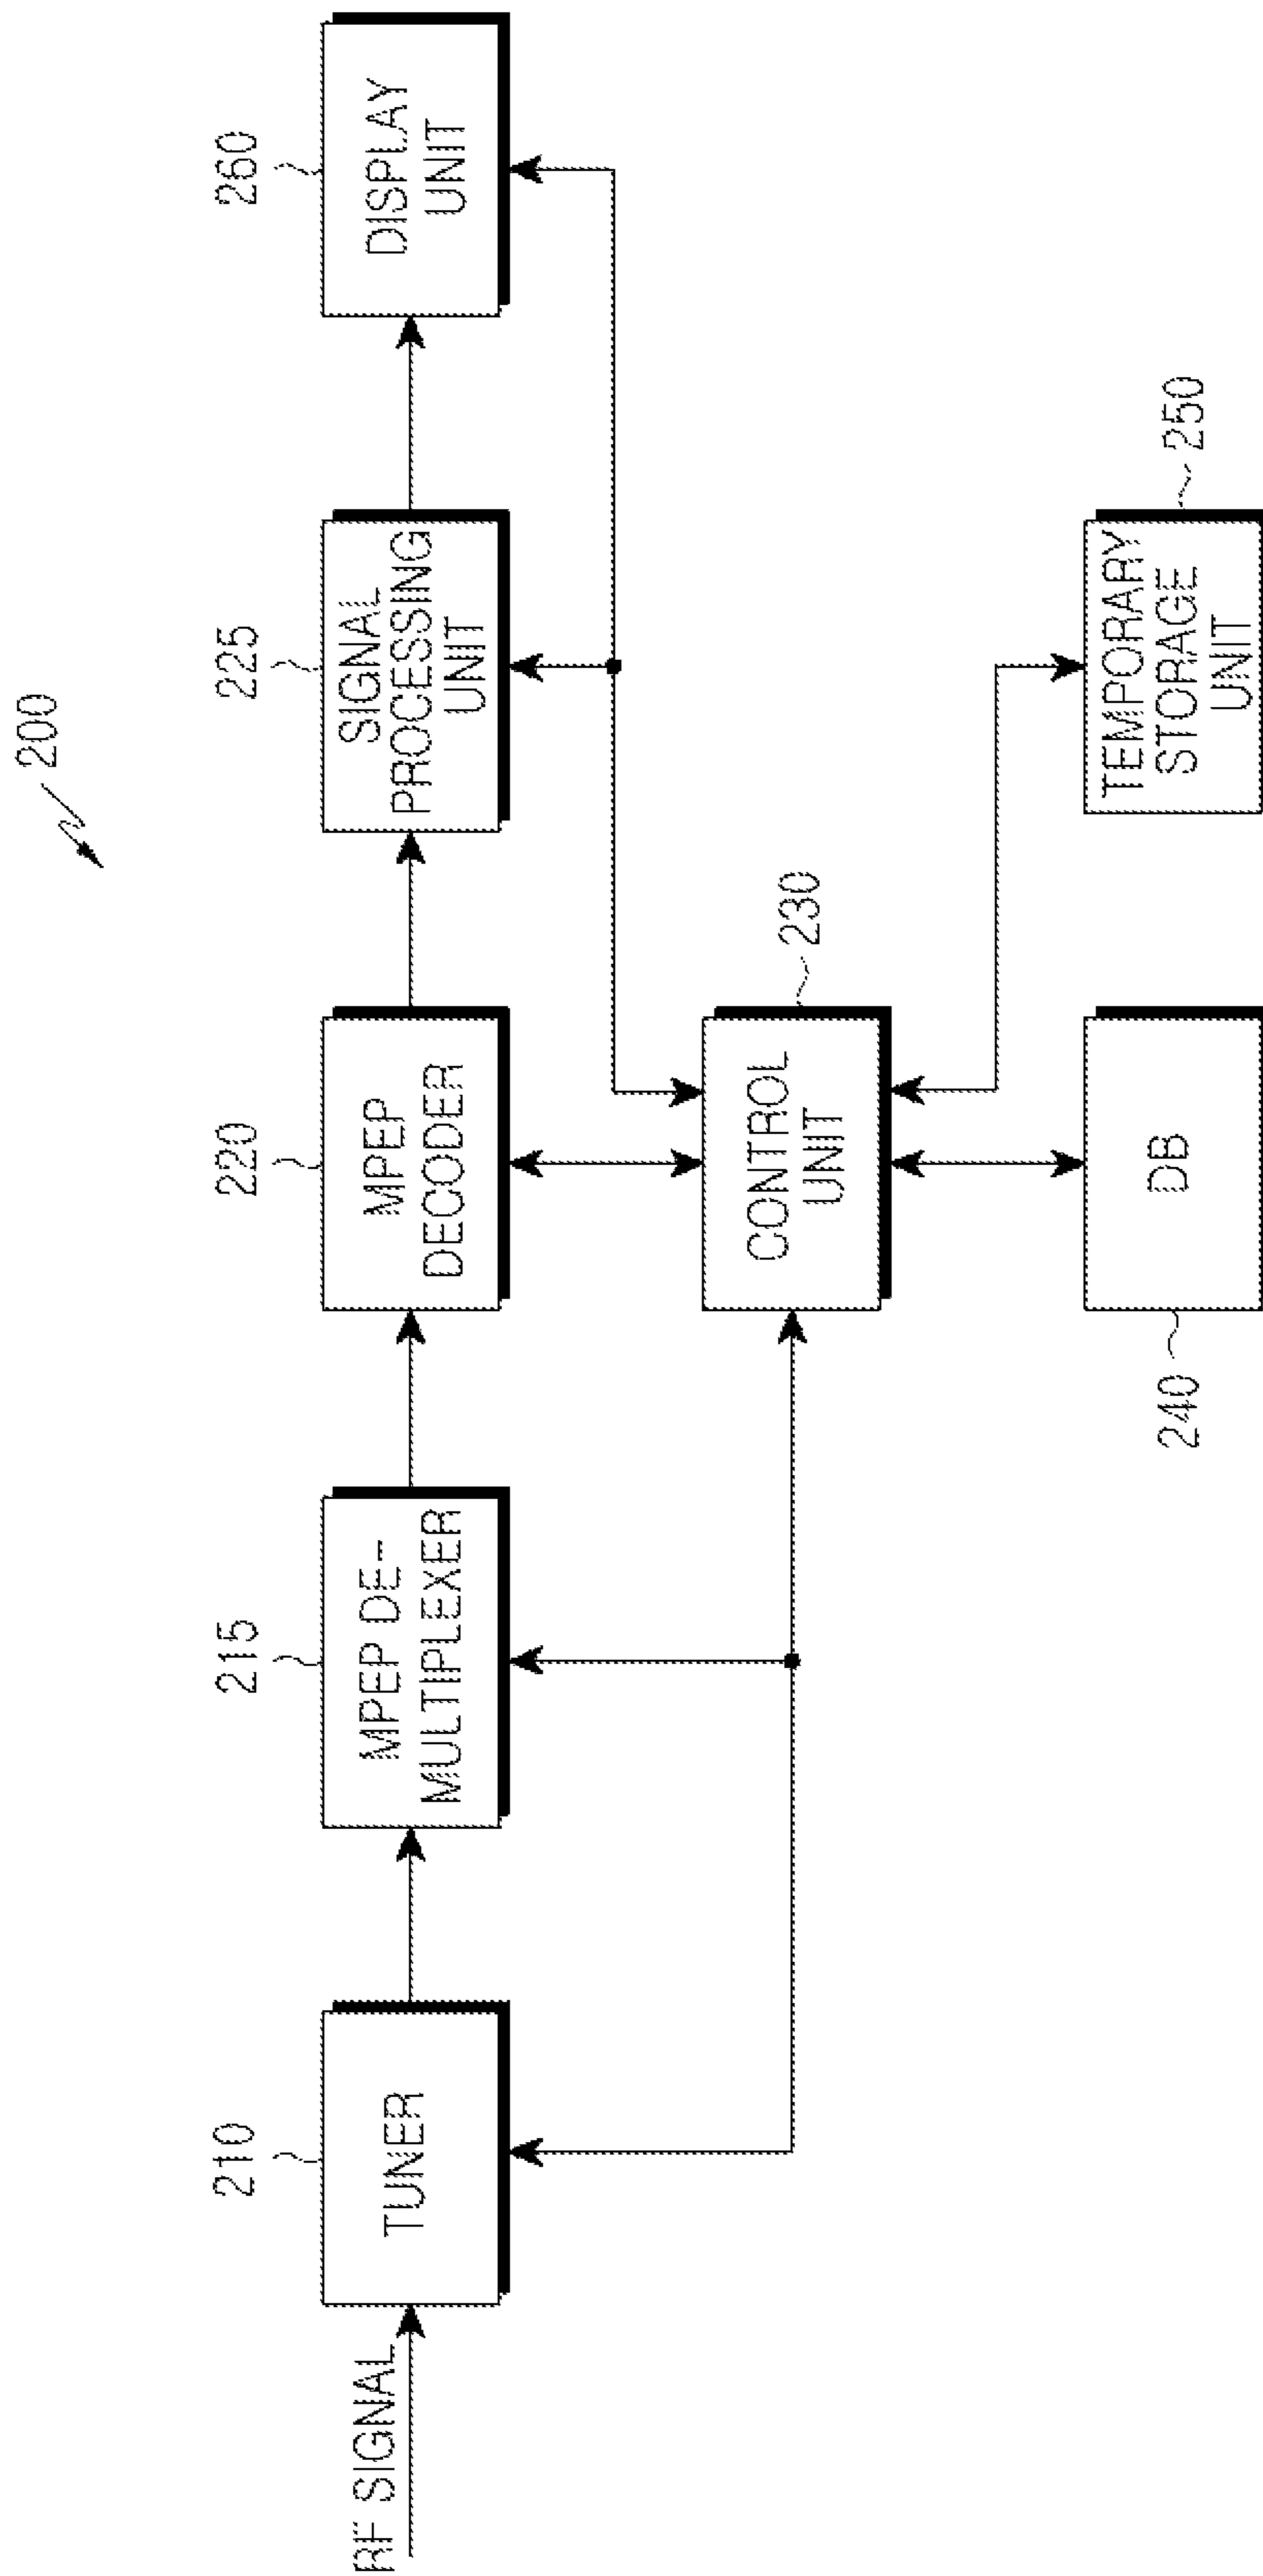 200
210
215
220
225
260
RF SIGNAL
TUNER
MPEP DE-
MULTIPLEXER
MPEP
DECODER
SIGNAL
PROCESSING
UNIT
DISPLAY
UNIT
230
CONTROL
UNIT
240
DB
250
TEMPORARY
STORAGE
UNIT